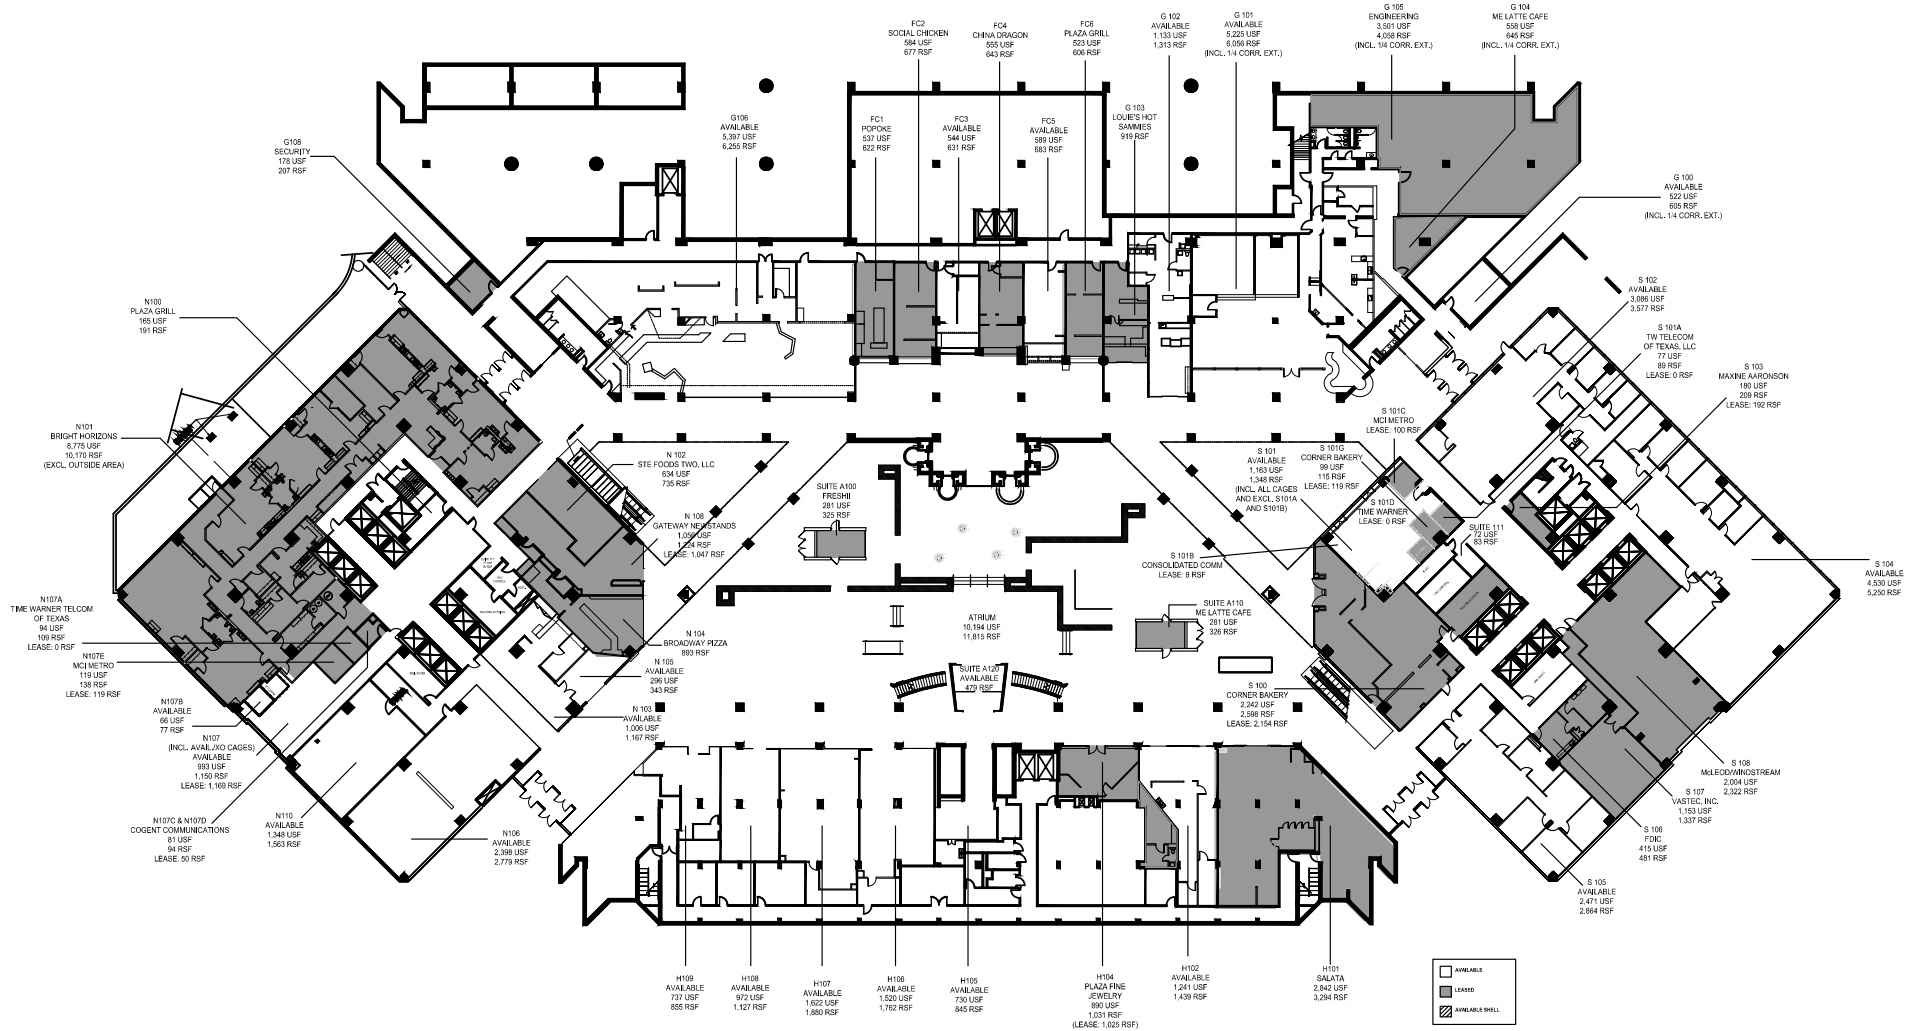 FC2
SOCIAL CHICKEN
584 USF
677 RSF
FC4
CHINA DRAGON
555 USF
643 RSF
FC6
PLAZA GRILL
523 USF
606 RSF
G 102
AVAILABLE
1,133 USF
1,313 RSF
G 101
AVAILABLE
5,225 USF
6,056 RSF
(INCL. 1/4 CORR. EXT.)
G 105
ENGINEERING
3,501 USF
4,058 RSF
(INCL. 1/4 CORR. EXT.)
G 104
ME LATTE CAFE
558 USF
645 RSF
(INCL. 1/4 CORR. EXT.)
G108
SECURITY
178 USF
207 RSF
G106
AVAILABLE
5,397 USF
6,255 RSF
FC1
POPOKE
537 USF
622 RSF
FC3
AVAILABLE
544 USF
631 RSF
FC5
AVAILABLE
589 USF
683 RSF
G 103
LOUIE'S HOT
SAMMIES
919 RSF
G 100
AVAILABLE
522 USF
605 RSF
(INCL. 1/4 CORR. EXT.)
N100
PLAZA GRILL
165 USF
191 RSF
S 102
AVAILABLE
3,086 USF
3,577 RSF
S 101A
TW TELECOM
OF TEXAS, LLC
77 USF
89 RSF
LEASE: 0 RSF
S 103
MAXINE AARONSON
180 USF
209 RSF
LEASE: 192 RSF
N101
BRIGHT HORIZONS
8,775 USF
10,170 RSF
(EXCL. OUTSIDE AREA)
S 101C
MCI METRO
LEASE: 100 RSF
N 102
STE FOODS TWO, LLC
634 USF
735 RSF
S 101
AVAILABLE
1,163 USF
1,348 RSF
(INCL. ALL CAGES
AND EXCL. S101A
AND S101B)
S 101G
CORNER BAKERY
99 USF
115 RSF
LEASE: 119 RSF
SUITE A100
FRESHII
281 USF
325 RSF
S 101D
TIME WARNER
LEASE: 0 RSF
N 108
GATEWAY NEWSTANDS
1,056 USF
1,224 RSF
LEASE: 1,047 RSF
SUITE 111
72 USF
83 RSF
S 101B
CONSOLIDATED COMM
LEASE: 8 RSF
S 104
AVAILABLE
4,530 USF
5,250 RSF
N107A
TIME WARNER TELCOM
OF TEXAS
94 USF
109 RSF
LEASE: 0 RSF
ATRIUM
10,194 USF
11,815 RSF
SUITE A110
ME LATTE CAFE
281 USF
326 RSF
N 104
BROADWAY PIZZA
893 RSF
N107E
MCI METRO
119 USF
138 RSF
LEASE: 119 RSF
N 105
AVAILABLE
296 USF
343 RSF
SUITE A120
AVAILABLE
479 RSF
S 100
CORNER BAKERY
2,242 USF
2,598 RSF
LEASE: 2,154 RSF
N107B
AVAILABLE
66 USF
77 RSF
N 103
AVAILABLE
1,006 USF
1,167 RSF
N107
(INCL. AVAIL.)XO CAGES)
AVAILABLE
993 USF
1,150 RSF
LEASE: 1,169 RSF
S 108
McLEOD/WINDSTREAM
2,004 USF
2,322 RSF
S 107
VASTEC, INC.
1,153 USF
1,337 RSF
N107C & N107D
COGENT COMMUNICATIONS
81 USF
94 RSF
LEASE: 50 RSF
N110
AVAILABLE
1,348 USF
1,563 RSF
N106
AVAILABLE
2,398 USF
2,779 RSF
S 106
FDIC
415 USF
481 RSF
S 105
AVAILABLE
2,471 USF
2,864 RSF
H109
AVAILABLE
737 USF
855 RSF
H108
AVAILABLE
972 USF
1,127 RSF
H107
AVAILABLE
1,622 USF
1,880 RSF
H106
AVAILABLE
1,520 USF
1,762 RSF
H105
AVAILABLE
730 USF
845 RSF
H104
PLAZA FINE
JEWELRY
890 USF
1,031 RSF
(LEASE: 1,025 RSF)
H102
AVAILABLE
1,241 USF
1,439 RSF
H101
SALATA
2,842 USF
3,294 RSF
AVAILABLE
LEASED
AVAILABLE SHELL